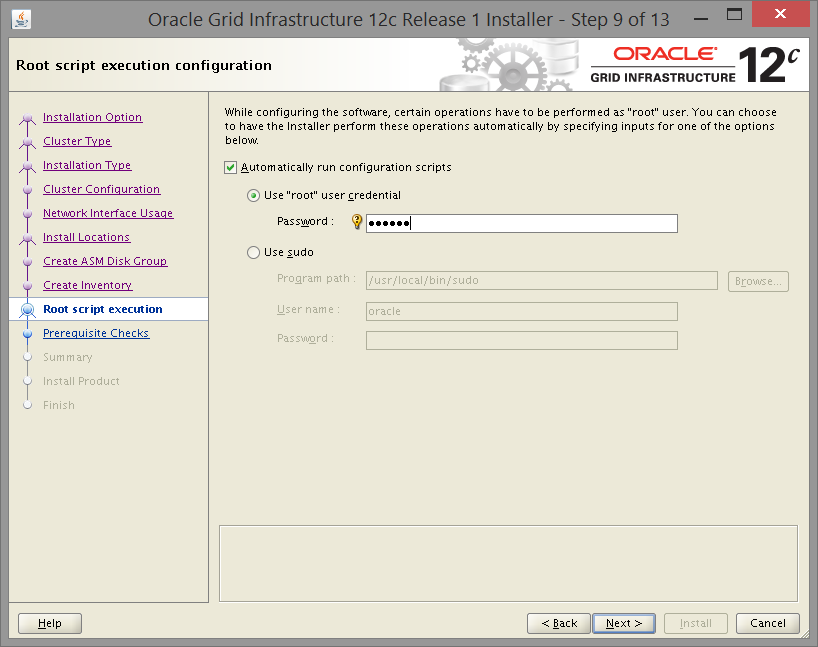 Oracle Grid Infrastructure 12c Release 1 Installer - Step 9 of 13
Root script execution configuration
ORACLE®
GRID INFRASTRUCTURE
12c
Installation Option
Cluster Type
Installation Type
Cluster Configuration
Network Interface Usage
Install Locations
Create ASM Disk Group
Create Inventory
Root script execution
Prerequisite Checks
Summary
Install Product
Finish
While configuring the software, certain operations have to be performed as "root" user. You can choose
to have the Installer perform these operations automatically by specifying inputs for one of the options
below.
Automatically run configuration scripts
Use "root" user credential
Password : ●●●●●●
Use sudo
Program path : /usr/local/bin/sudo Browse...
User name : oracle
Password :
Help < Back Next > Install Cancel